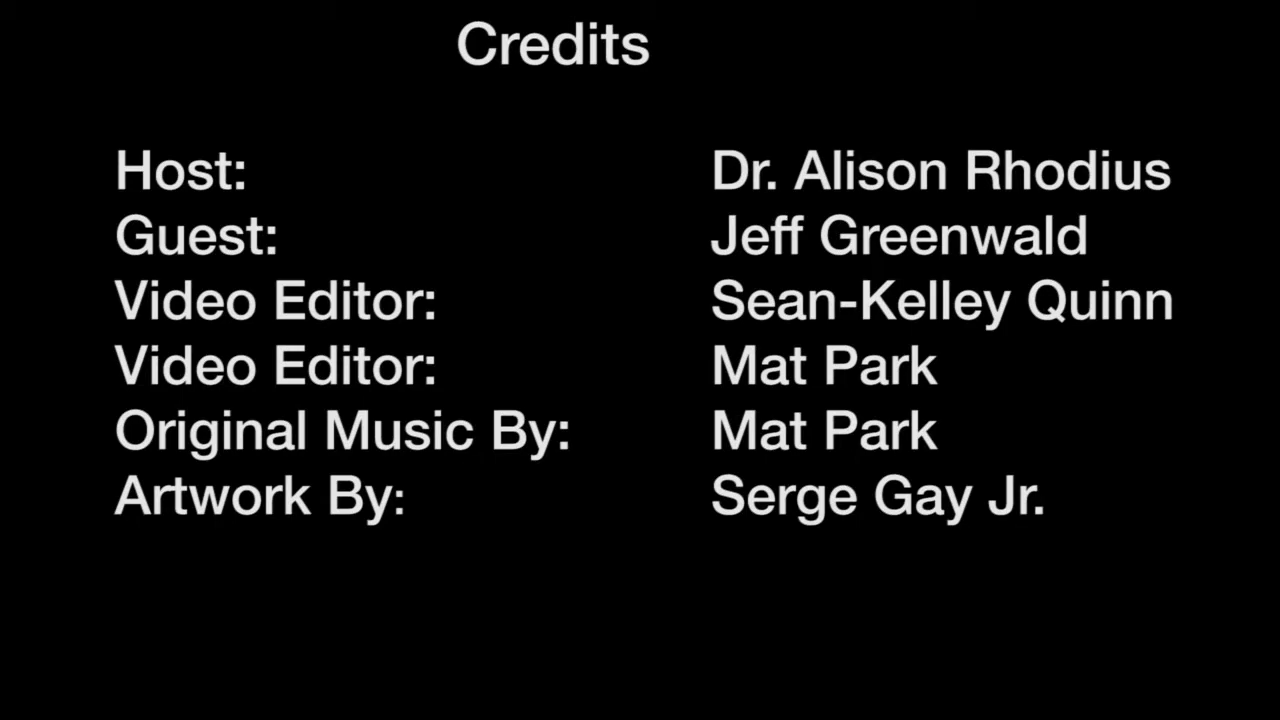 Credits
Host: Dr. Alison Rhodius
Guest: Jeff Greenwald
Video Editor: Sean-Kelley Quinn
Video Editor: Mat Park
Original Music By: Mat Park
Artwork By: Serge Gay Jr.